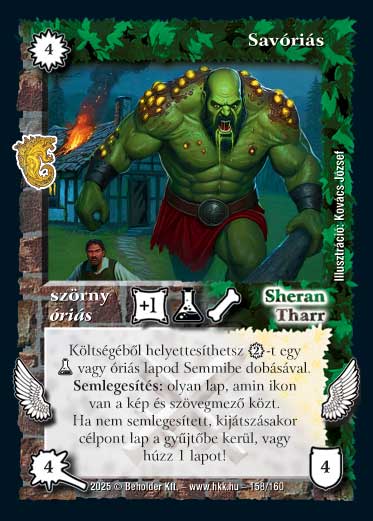 4
Savóriás
Illusztráció: Kovács József
szörny
óriás
+1
Sheran
Tharr
Költségéből helyettesíthetsz 2-t egy
vagy óriás lapod Semmibe dobásával.
Semlegesítés: olyan lap, amin ikon
van a kép és szövegmező közt.
Ha nem semlegesített, kijátszásakor
célpont lap a gyűjtőbe kerül, vagy
húzz 1 lapot!
4
2025 © Beholder Kft. – www.hkk.hu – 158/160
4